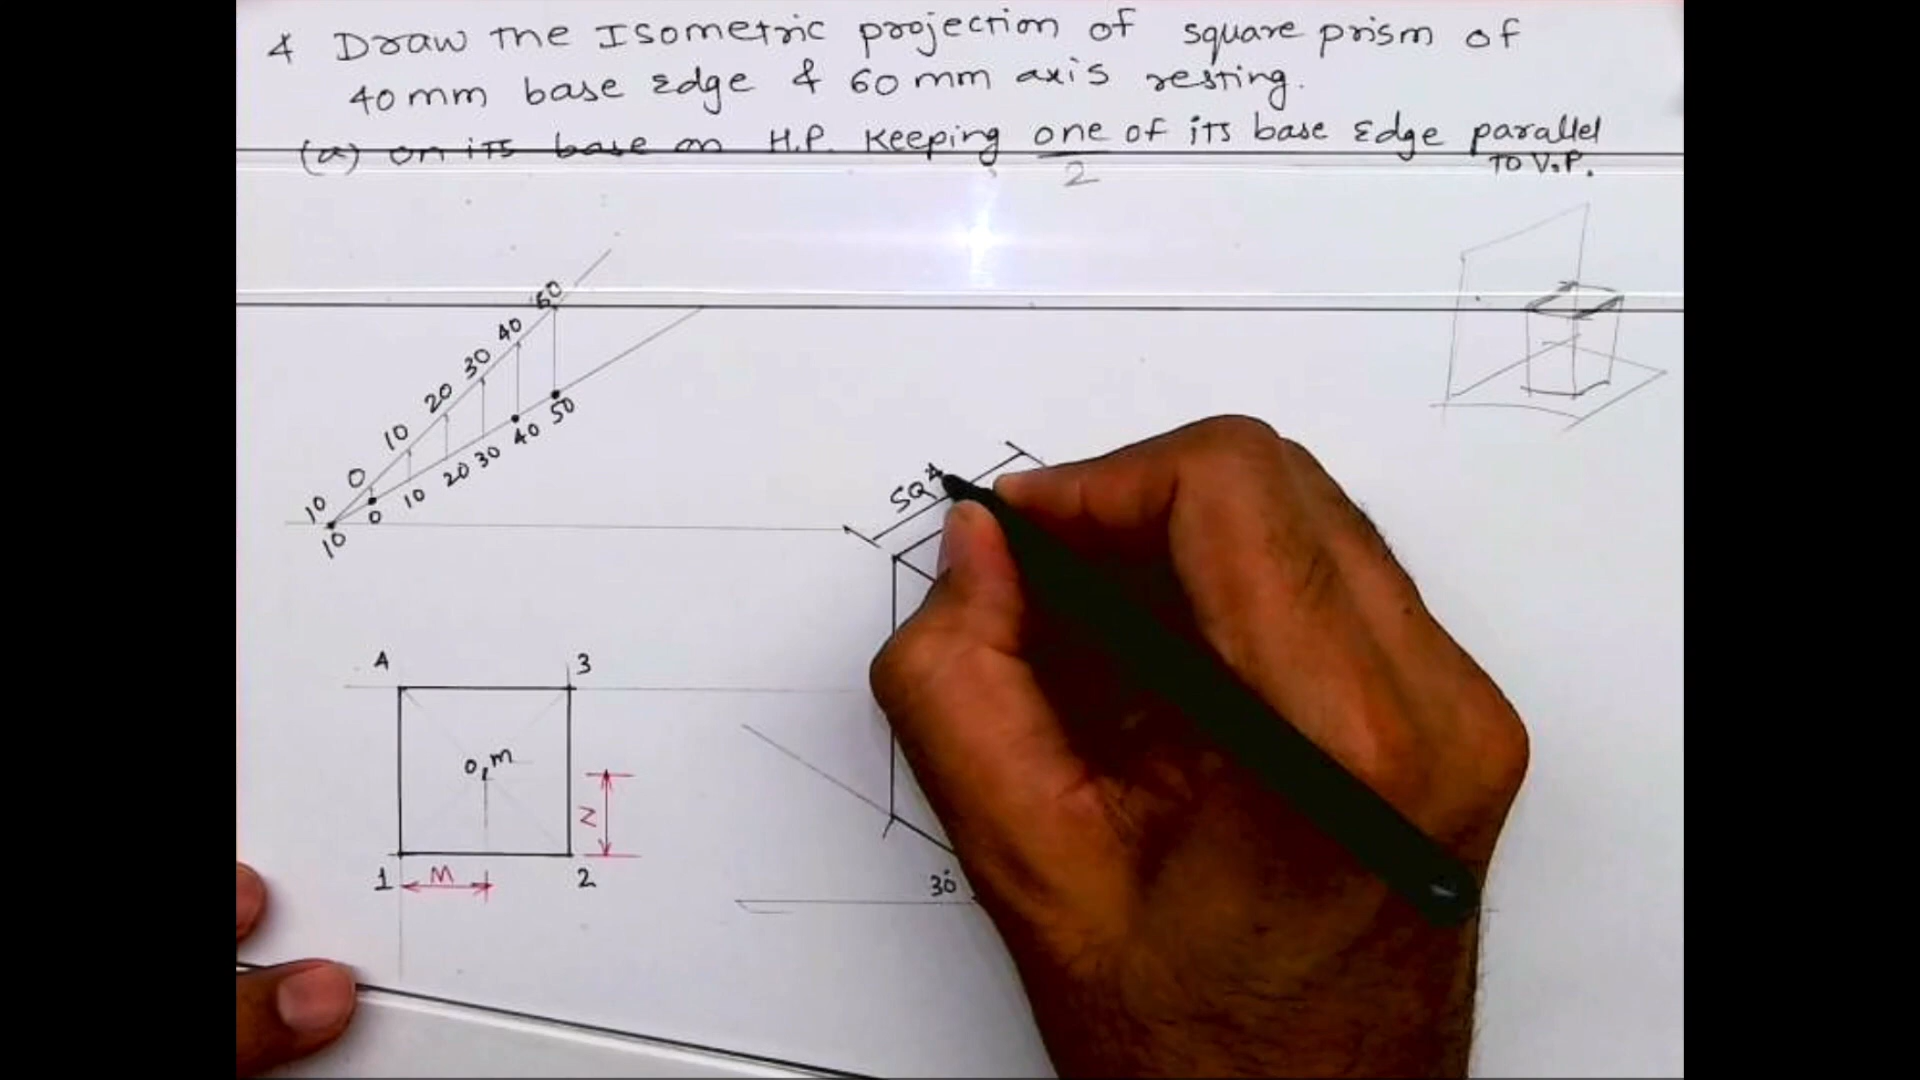 4 Draw the Isometric projection of square prism of
40 mm base Edge & 60 mm axis resting.
(a) on its base on H.P. keeping one of its base Edge parallel
TO V.P.
2
60
40
30
20
10
0
10
50
40
30
20
10
0
10
SQ 4
4 3
o,m
Z
1 M 2
30